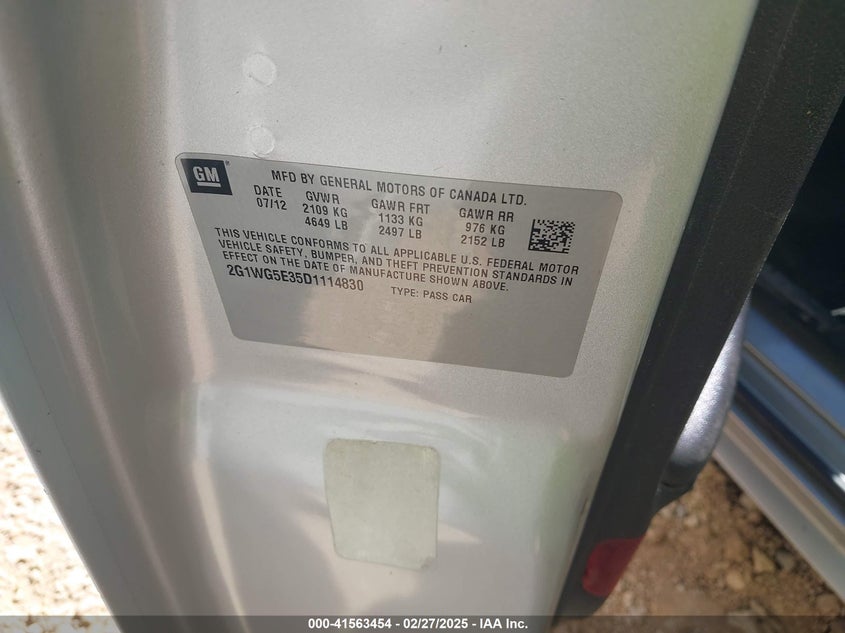 GM
MFD BY GENERAL MOTORS OF CANADA LTD.
DATE GVWR GAWR FRT GAWR RR
07/12 2109 KG 1133 KG 976 KG
4649 LB 2497 LB 2152 LB
THIS VEHICLE CONFORMS TO ALL APPLICABLE U.S. FEDERAL MOTOR
VEHICLE SAFETY, BUMPER, AND THEFT PREVENTION STANDARDS IN
EFFECT ON THE DATE OF MANUFACTURE SHOWN ABOVE.
2G1WG5E35D1114830 TYPE: PASS CAR
000-41563454 - 02/27/2025 - IAA Inc.